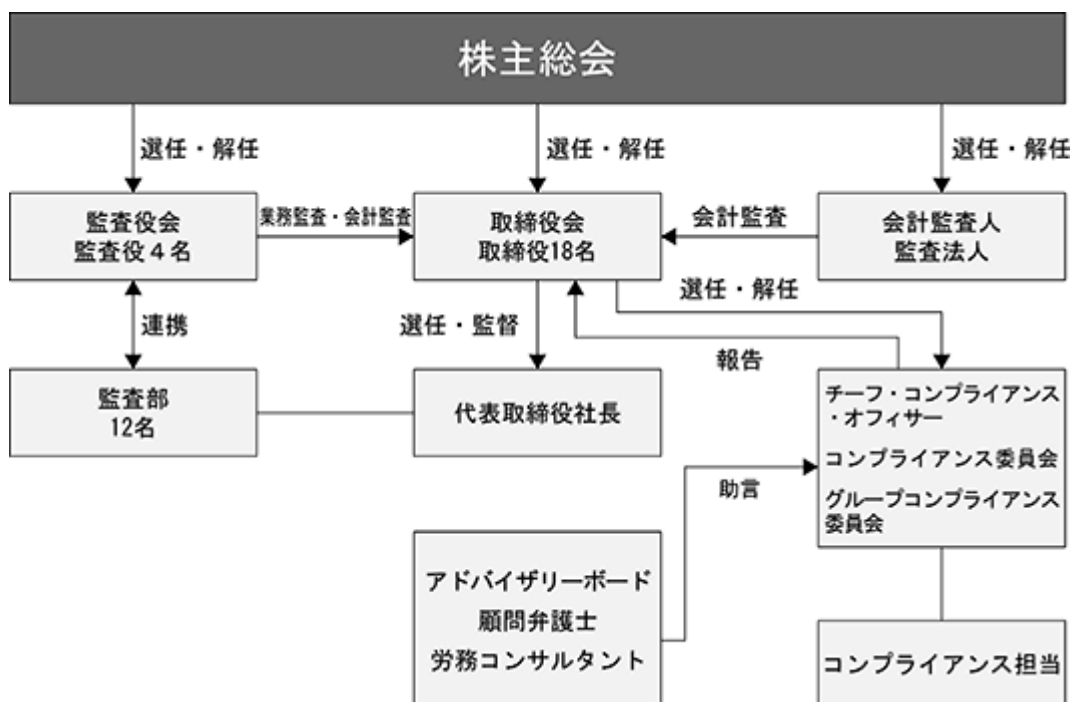 株主総会
選任・解任
選任・解任
選任・解任
監査役会
監査役4名
業務監査・会計監査
取締役会
取締役18名
会計監査
会計監査人
監査法人
連携
選任・監督
選任・解任
報告
監査部
12名
代表取締役社長
チーフ・コンプライアンス
・オフィサー
コンプライアンス委員会
グループコンプライアンス
委員会
助言
アドバイザリーボード
顧問弁護士
労務コンサルタント
コンプライアンス担当